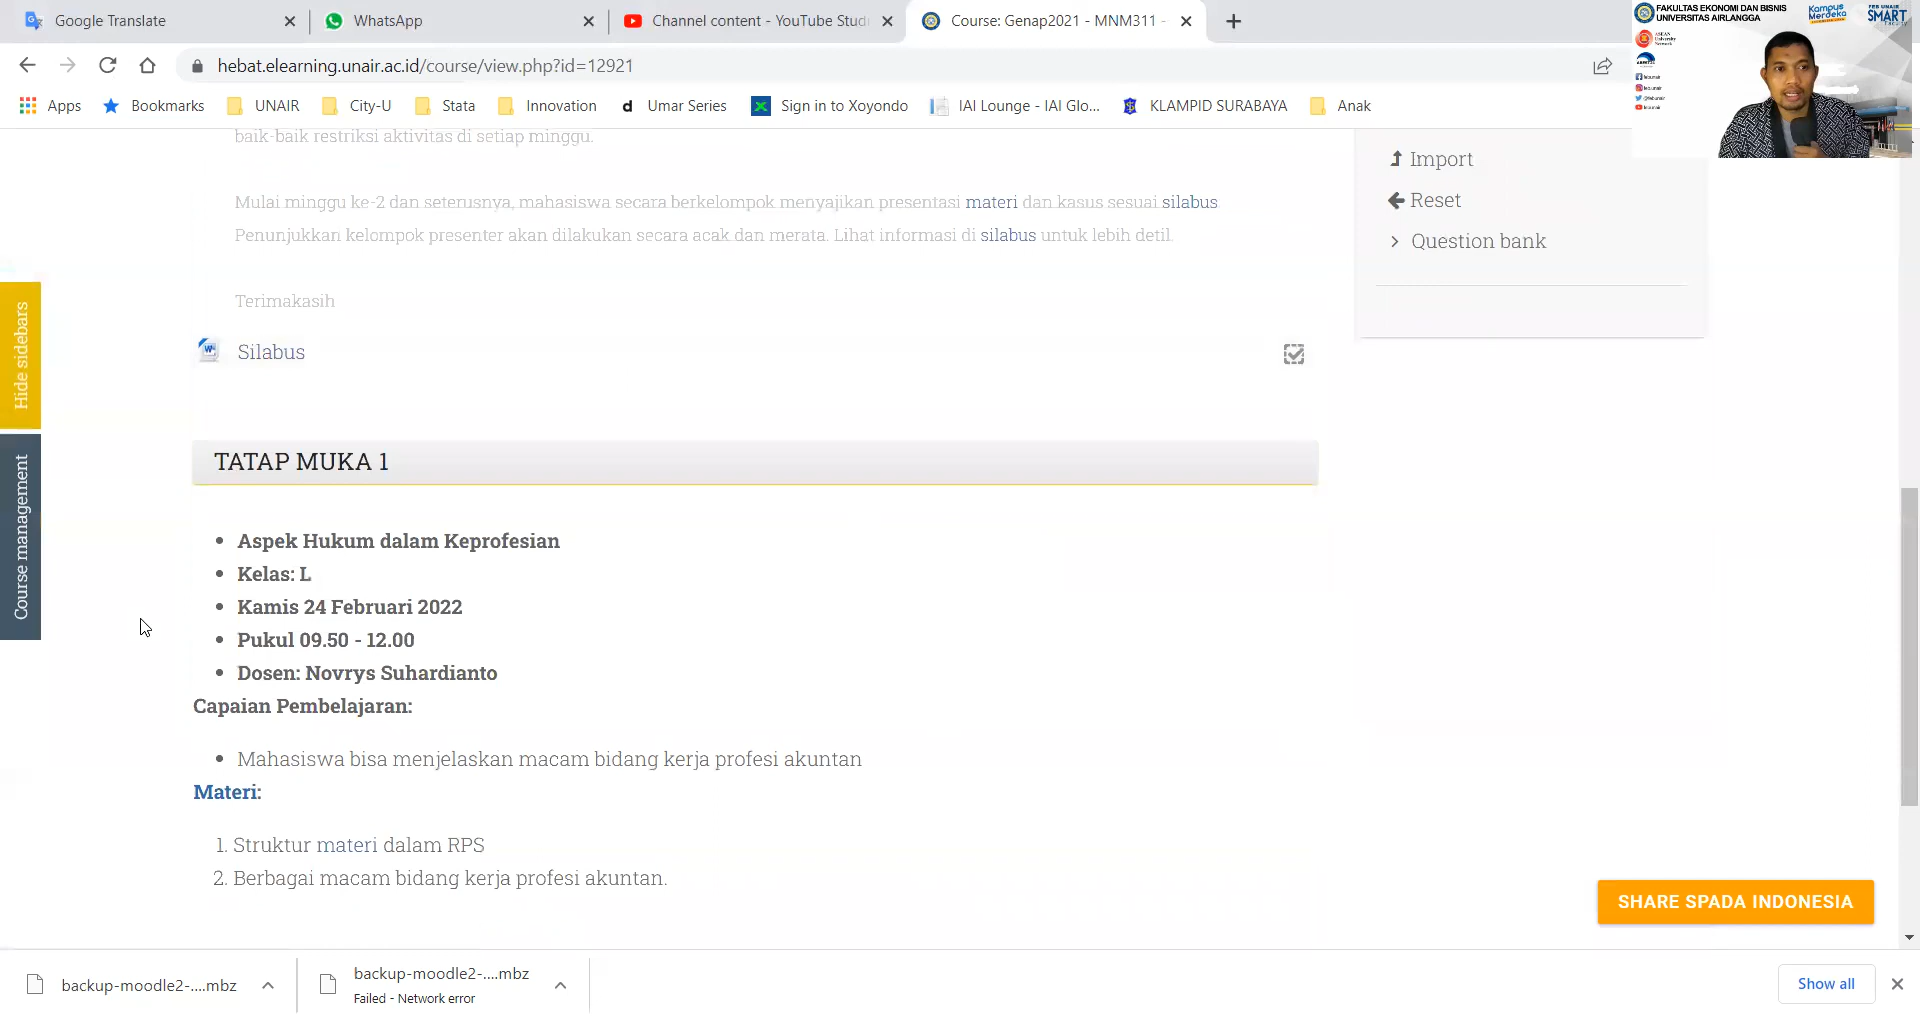 Google Translate
WhatsApp
Channel content - YouTube Stud
Course: Genap2021 - MNM311 -
hebat.elearning.unair.ac.id/course/view.php?id=12921
Apps
Bookmarks
UNAIR
City-U
Stata
Innovation
Umar Series
Sign in to Xoyondo
IAI Lounge - IAI Glo...
KLAMPID SURABAYA
Anak
FAKULTAS EKONOMI DAN BISNIS
UNIVERSITAS AIRLANGGA
Kampus
Merdeka
FEB UNAIR
SMART
baik-baik restriksi aktivitas di setiap minggu.
Mulai minggu ke-2 dan seterusnya, mahasiswa secara berkelompok menyajikan presentasi materi dan kasus sesuai silabus
Penunjukkan kelompok presenter akan dilakukan secara acak dan merata. Lihat informasi di silabus untuk lebih detil.
Terimakasih
Silabus
Import
Reset
Question bank
Hide sidebars
Course management
TATAP MUKA 1
• Aspek Hukum dalam Keprofesian
• Kelas: L
• Kamis 24 Februari 2022
• Pukul 09.50 - 12.00
• Dosen: Novrys Suhardianto
Capaian Pembelajaran:
• Mahasiswa bisa menjelaskan macam bidang kerja profesi akuntan
Materi:
1. Struktur materi dalam RPS
2. Berbagai macam bidang kerja profesi akuntan.
SHARE SPADA INDONESIA
backup-moodle2-....mbz
backup-moodle2-....mbz
Failed - Network error
Show all